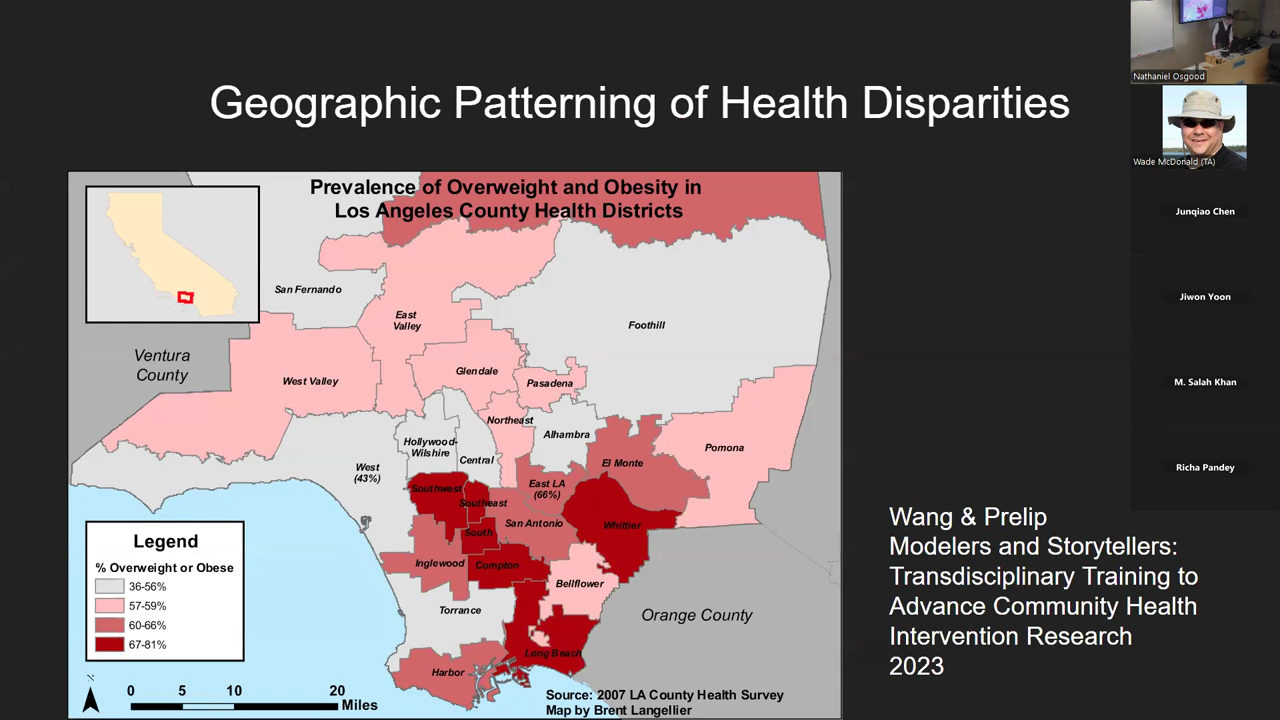 Geographic Patterning of Health Disparities
Prevalence of Overweight and Obesity in
Los Angeles County Health Districts
San Fernando
East
Valley
Foothill
Ventura
County
West Valley
Glendale
Pasadena
Northeast
Hollywood-
Wilshire
Central
Alhambra
Pomona
West
(43%)
El Monte
East LA
(66%)
Southwest
Southeast
San Antonio
Whittier
South
Inglewood
Compton
Bellflower
Torrance
Orange County
Long Beach
Harbor
Legend
% Overweight or Obese
36-56%
57-59%
60-66%
67-81%
N
0 5 10 20
Miles
Source: 2007 LA County Health Survey
Map by Brent Langellier
Wang & Prelip
Modelers and Storytellers:
Transdisciplinary Training to
Advance Community Health
Intervention Research
2023
Nathaniel Osgood
Wade McDonald (TA)
Junqiao Chen
Jiwon Yoon
M. Salah Khan
Richa Pandey